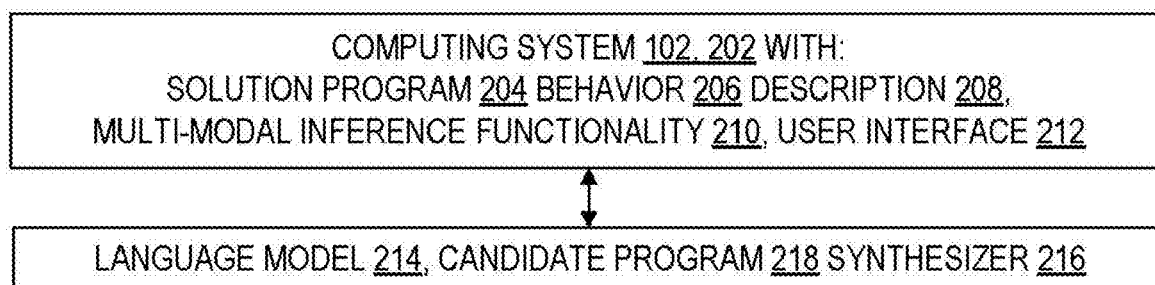 COMPUTING SYSTEM 102, 202 WITH:
SOLUTION PROGRAM 204 BEHAVIOR 206 DESCRIPTION 208,
MULTI-MODAL INFERENCE FUNCTIONALITY 210, USER INTERFACE 212
LANGUAGE MODEL 214, CANDIDATE PROGRAM 218 SYNTHESIZER 216